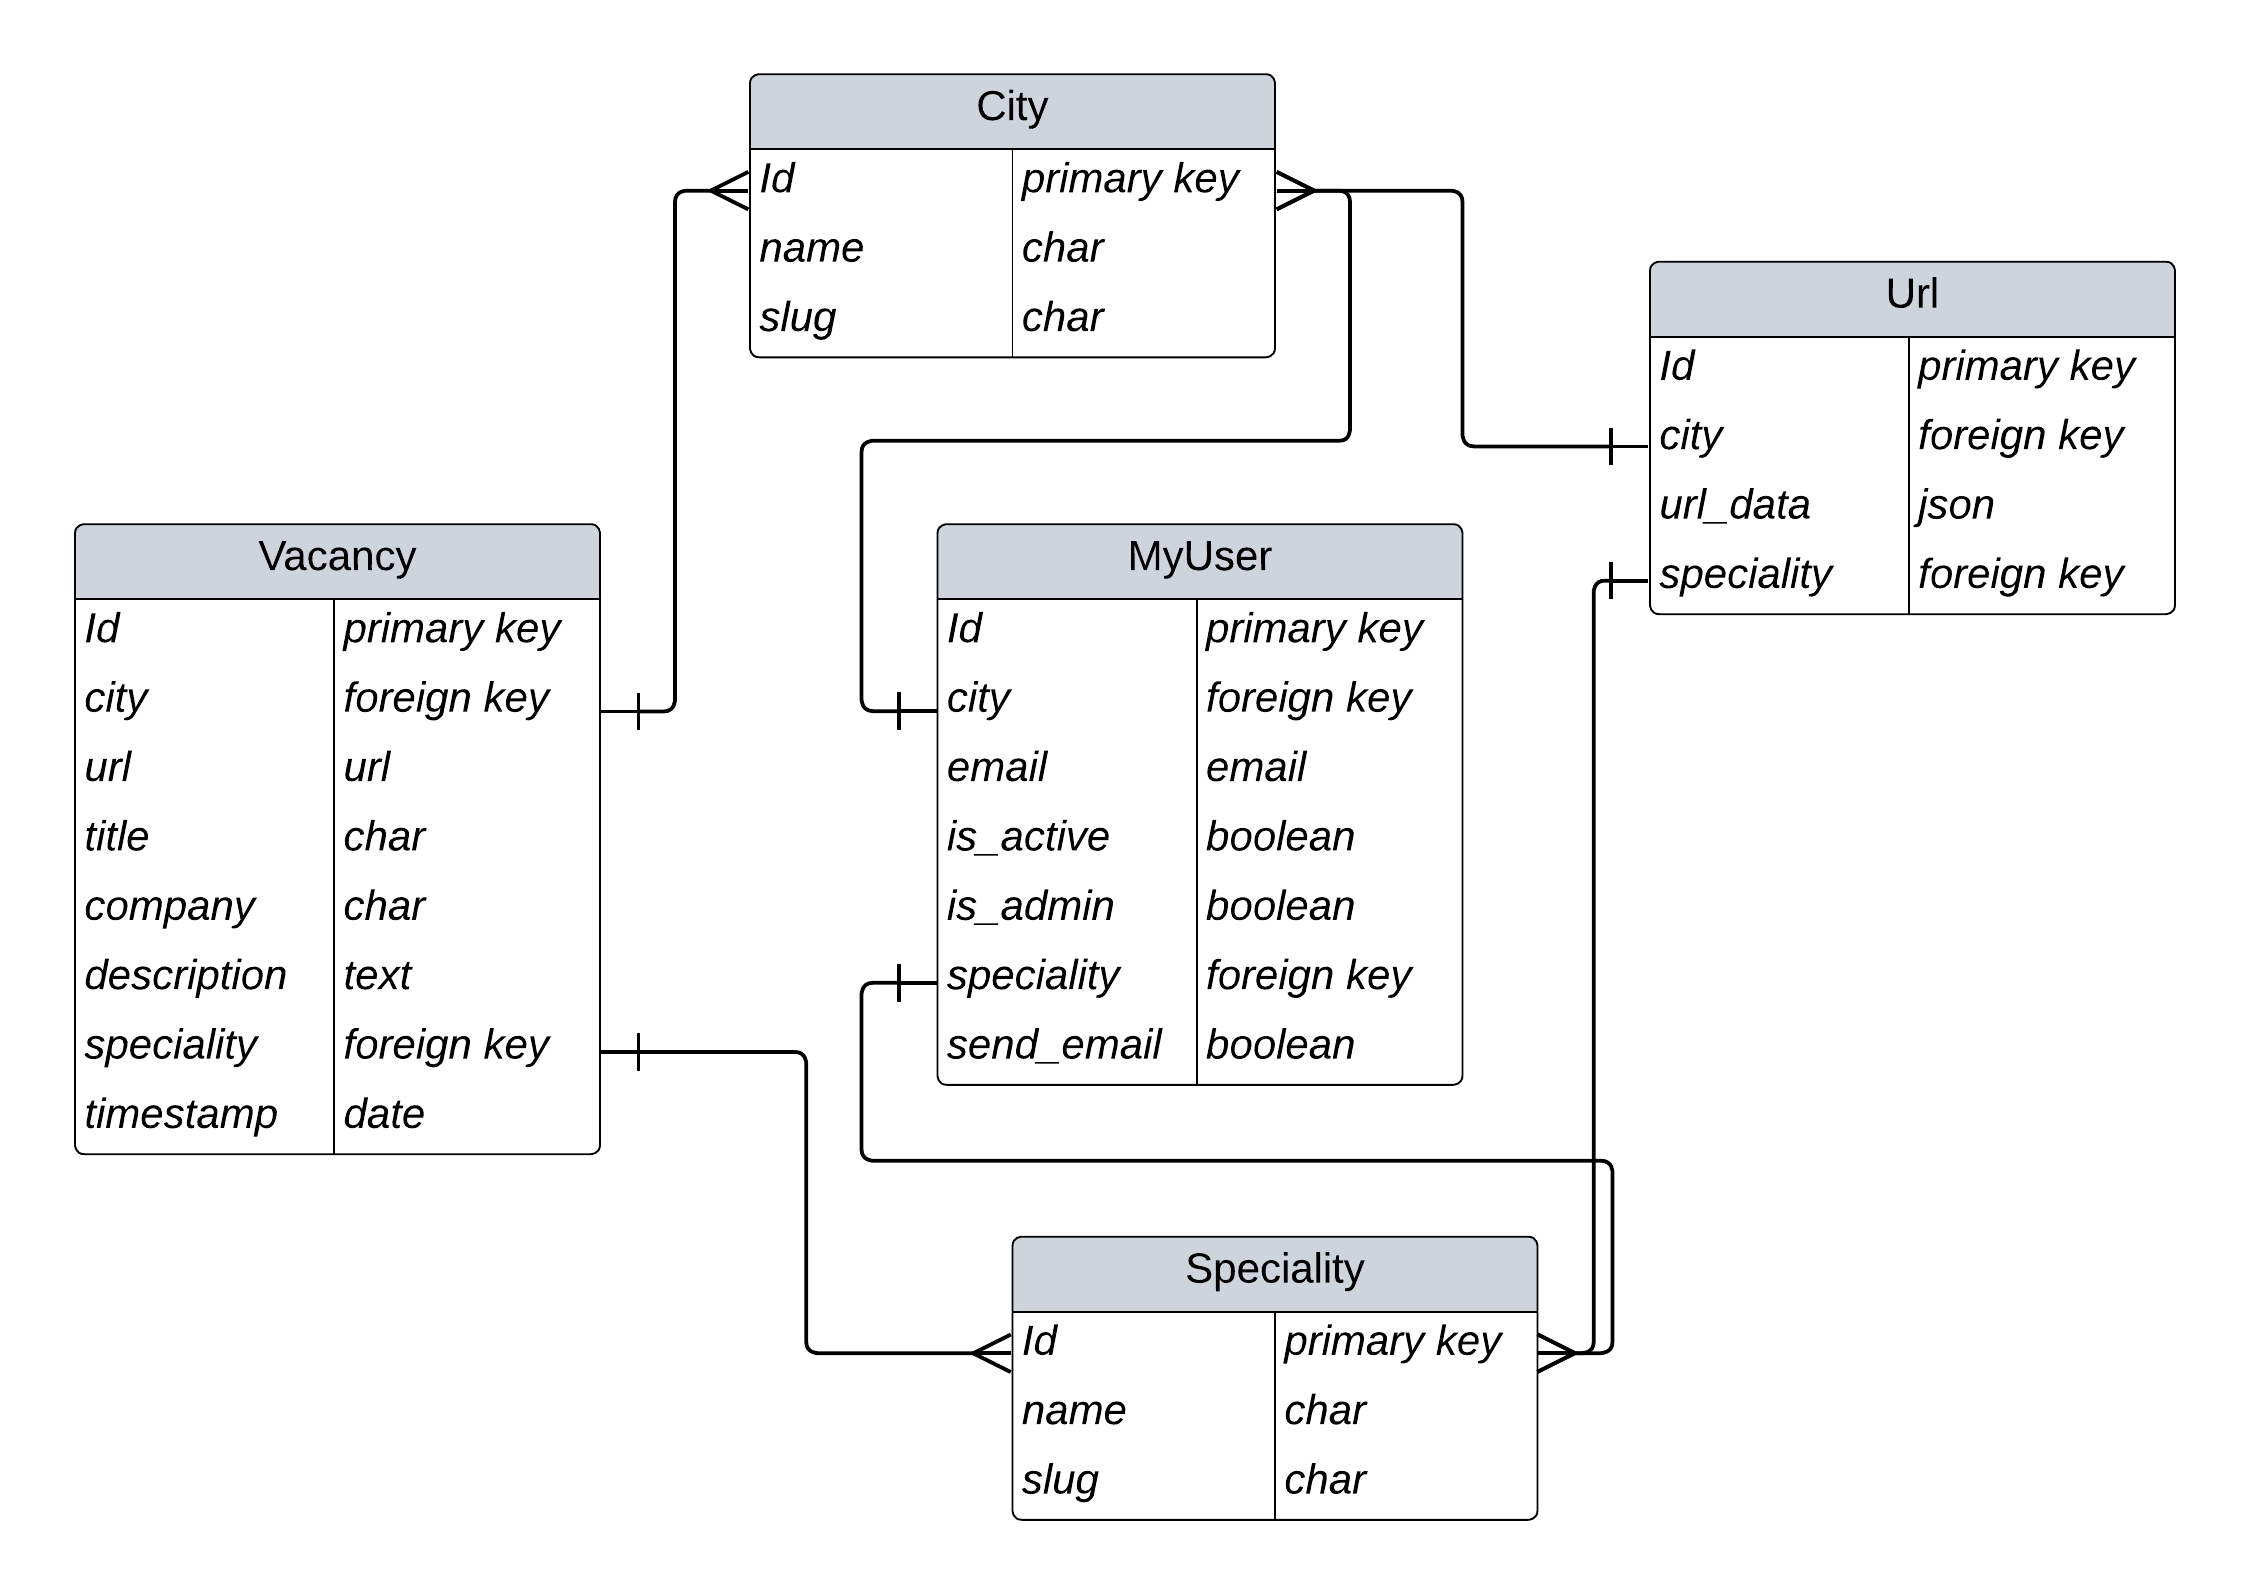 City
Id primary key
name char
slug char
Url
Id primary key
city foreign key
url_data json
speciality foreign key
Vacancy
Id primary key
city foreign key
url url
title char
company char
description text
speciality foreign key
timestamp date
MyUser
Id primary key
city foreign key
email email
is_active boolean
is_admin boolean
speciality foreign key
send_email boolean
Speciality
Id primary key
name char
slug char